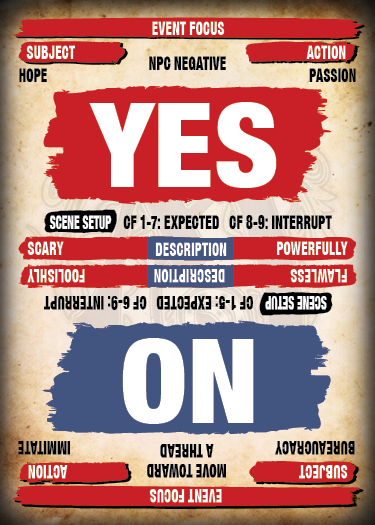 EVENT FOCUS
SUBJECT ACTION
HOPE NPC NEGATIVE PASSION
YES
SCENE SETUP CF 1-7: EXPECTED CF 8-9: INTERRUPT
SCARY DESCRIPTION POWERFULLY
EVENT FOCUS
SUBJECT MOVE TOWARD ACTION
BUREAUCRACY A THREAD IMMITATE
NO
SCENE SETUP CF 1-5: EXPECTED CF 6-9: INTERRUPT
FLAWLESS DESCRIPTION FOOLISHLY